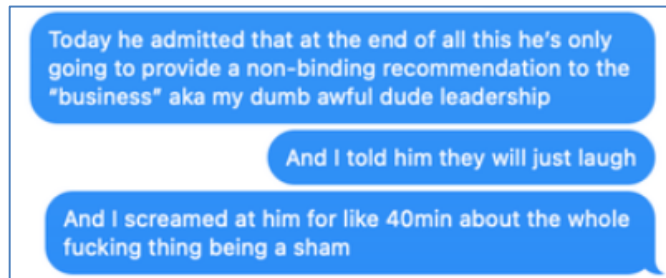 Today he admitted that at the end of all this he's only
going to provide a non-binding recommendation to the
"business" aka my dumb awful dude leadership
And I told him they will just laugh
And I screamed at him for like 40min about the whole
fucking thing being a sham